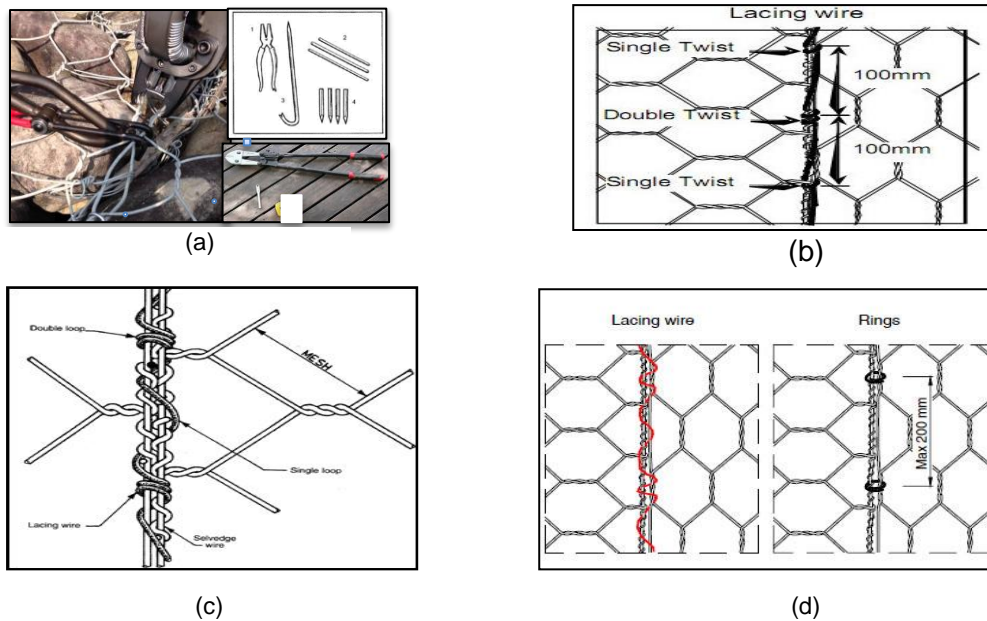 1
2
3
4
(a)
Lacing wire
Single Twist
100mm
Double Twist
100mm
Single Twist
(b)
Double loop
MESH
Single loop
Lacing wire
Selvedge
wire
(c)
Lacing wire
Rings
Max 200 mm
(d)